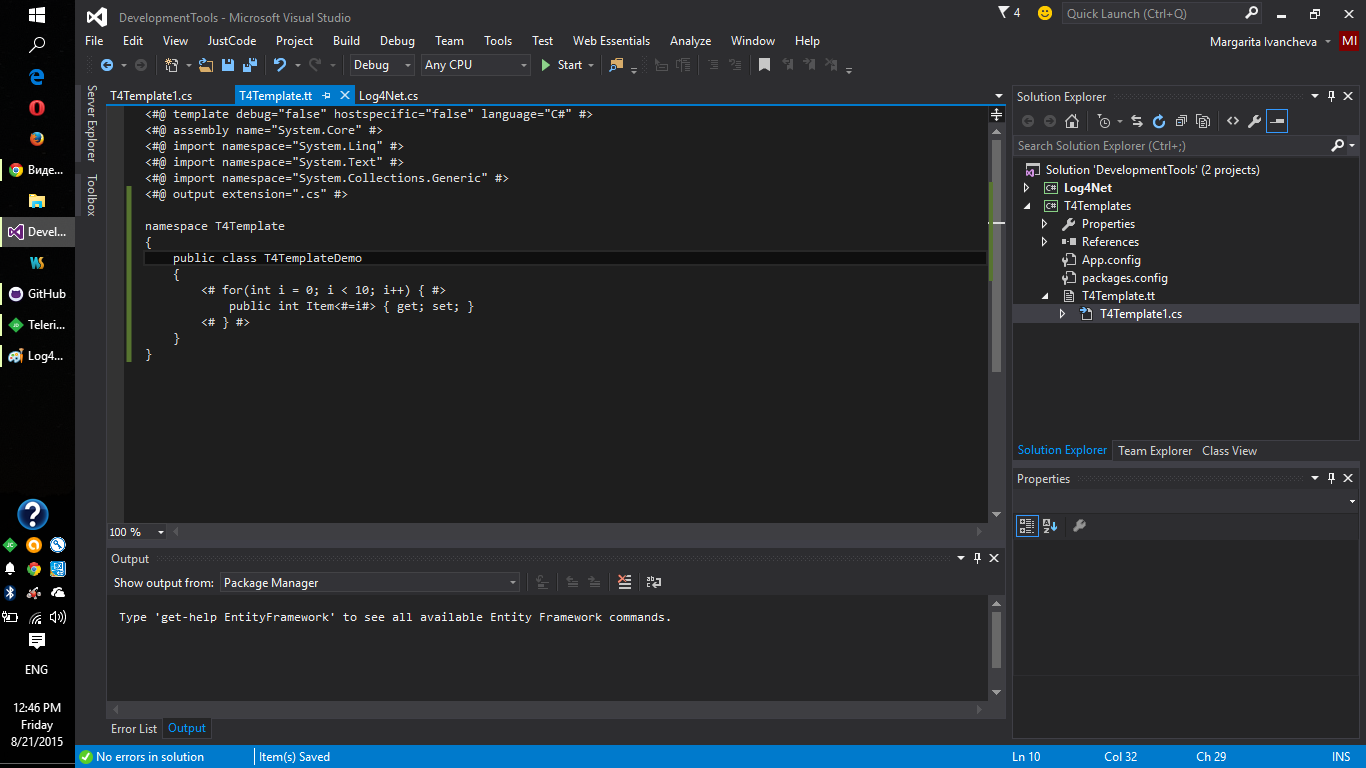 DevelopmentTools - Microsoft Visual Studio
4
Quick Launch (Ctrl+Q)
File Edit View JustCode Project Build Debug Team Tools Test Web Essentials Analyze Window Help
Margarita Ivancheva
MI
Debug
Any CPU
Start
Виде...
Devel...
GitHub
Teleri...
Log4...
ENG
12:46 PM
Friday
8/21/2015
Server Explorer
Toolbox
T4Template1.cs
T4Template.tt
Log4Net.cs
<#@ template debug="false" hostspecific="false" language="C#" #>
<#@ assembly name="System.Core" #>
<#@ import namespace="System.Linq" #>
<#@ import namespace="System.Text" #>
<#@ import namespace="System.Collections.Generic" #>
<#@ output extension=".cs" #>
namespace T4Template
{
public class T4TemplateDemo
{
<# for(int i = 0; i < 10; i++) { #>
public int Item<#=i#> { get; set; }
<# } #>
}
}
100 %
Output
Show output from: Package Manager
Type 'get-help EntityFramework' to see all available Entity Framework commands.
Error List
Output
Solution Explorer
Search Solution Explorer (Ctrl+;)
Solution 'DevelopmentTools' (2 projects)
C# Log4Net
C# T4Templates
Properties
References
App.config
packages.config
T4Template.tt
T4Template1.cs
Solution Explorer
Team Explorer
Class View
Properties
No errors in solution
Item(s) Saved
Ln 10
Col 32
Ch 29
INS